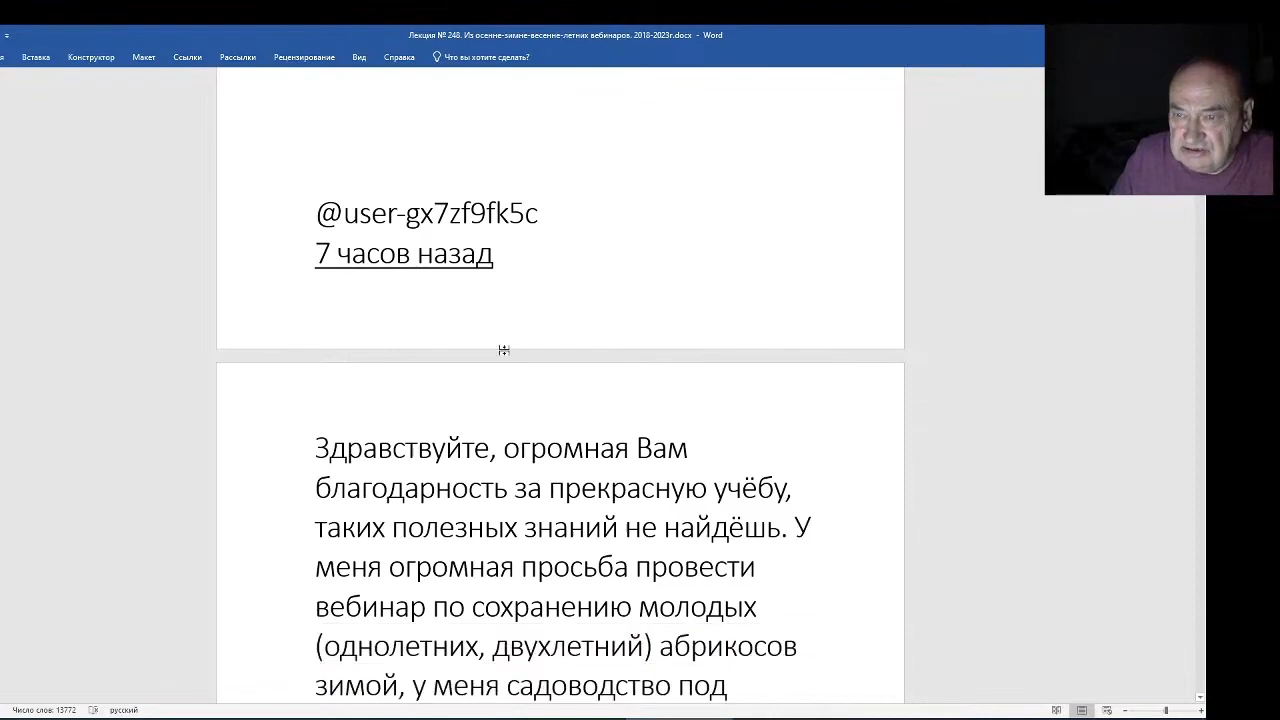 Лекция № 248. Из осенне-зимне-весенне-летних вебинаров. 2018-2023г.docx - Word
Вставка Конструктор Макет Ссылки Рассылки Рецензирование Вид Справка Что вы хотите сделать?
@user-gx7zf9fk5c
7 часов назад
Здравствуйте, огромная Вам
благодарность за прекрасную учёбу,
таких полезных знаний не найдёшь. У
меня огромная просьба провести
вебинар по сохранению молодых
(однолетних, двухлетний) абрикосов
зимой, у меня садоводство под
Число слов: 13772 русский